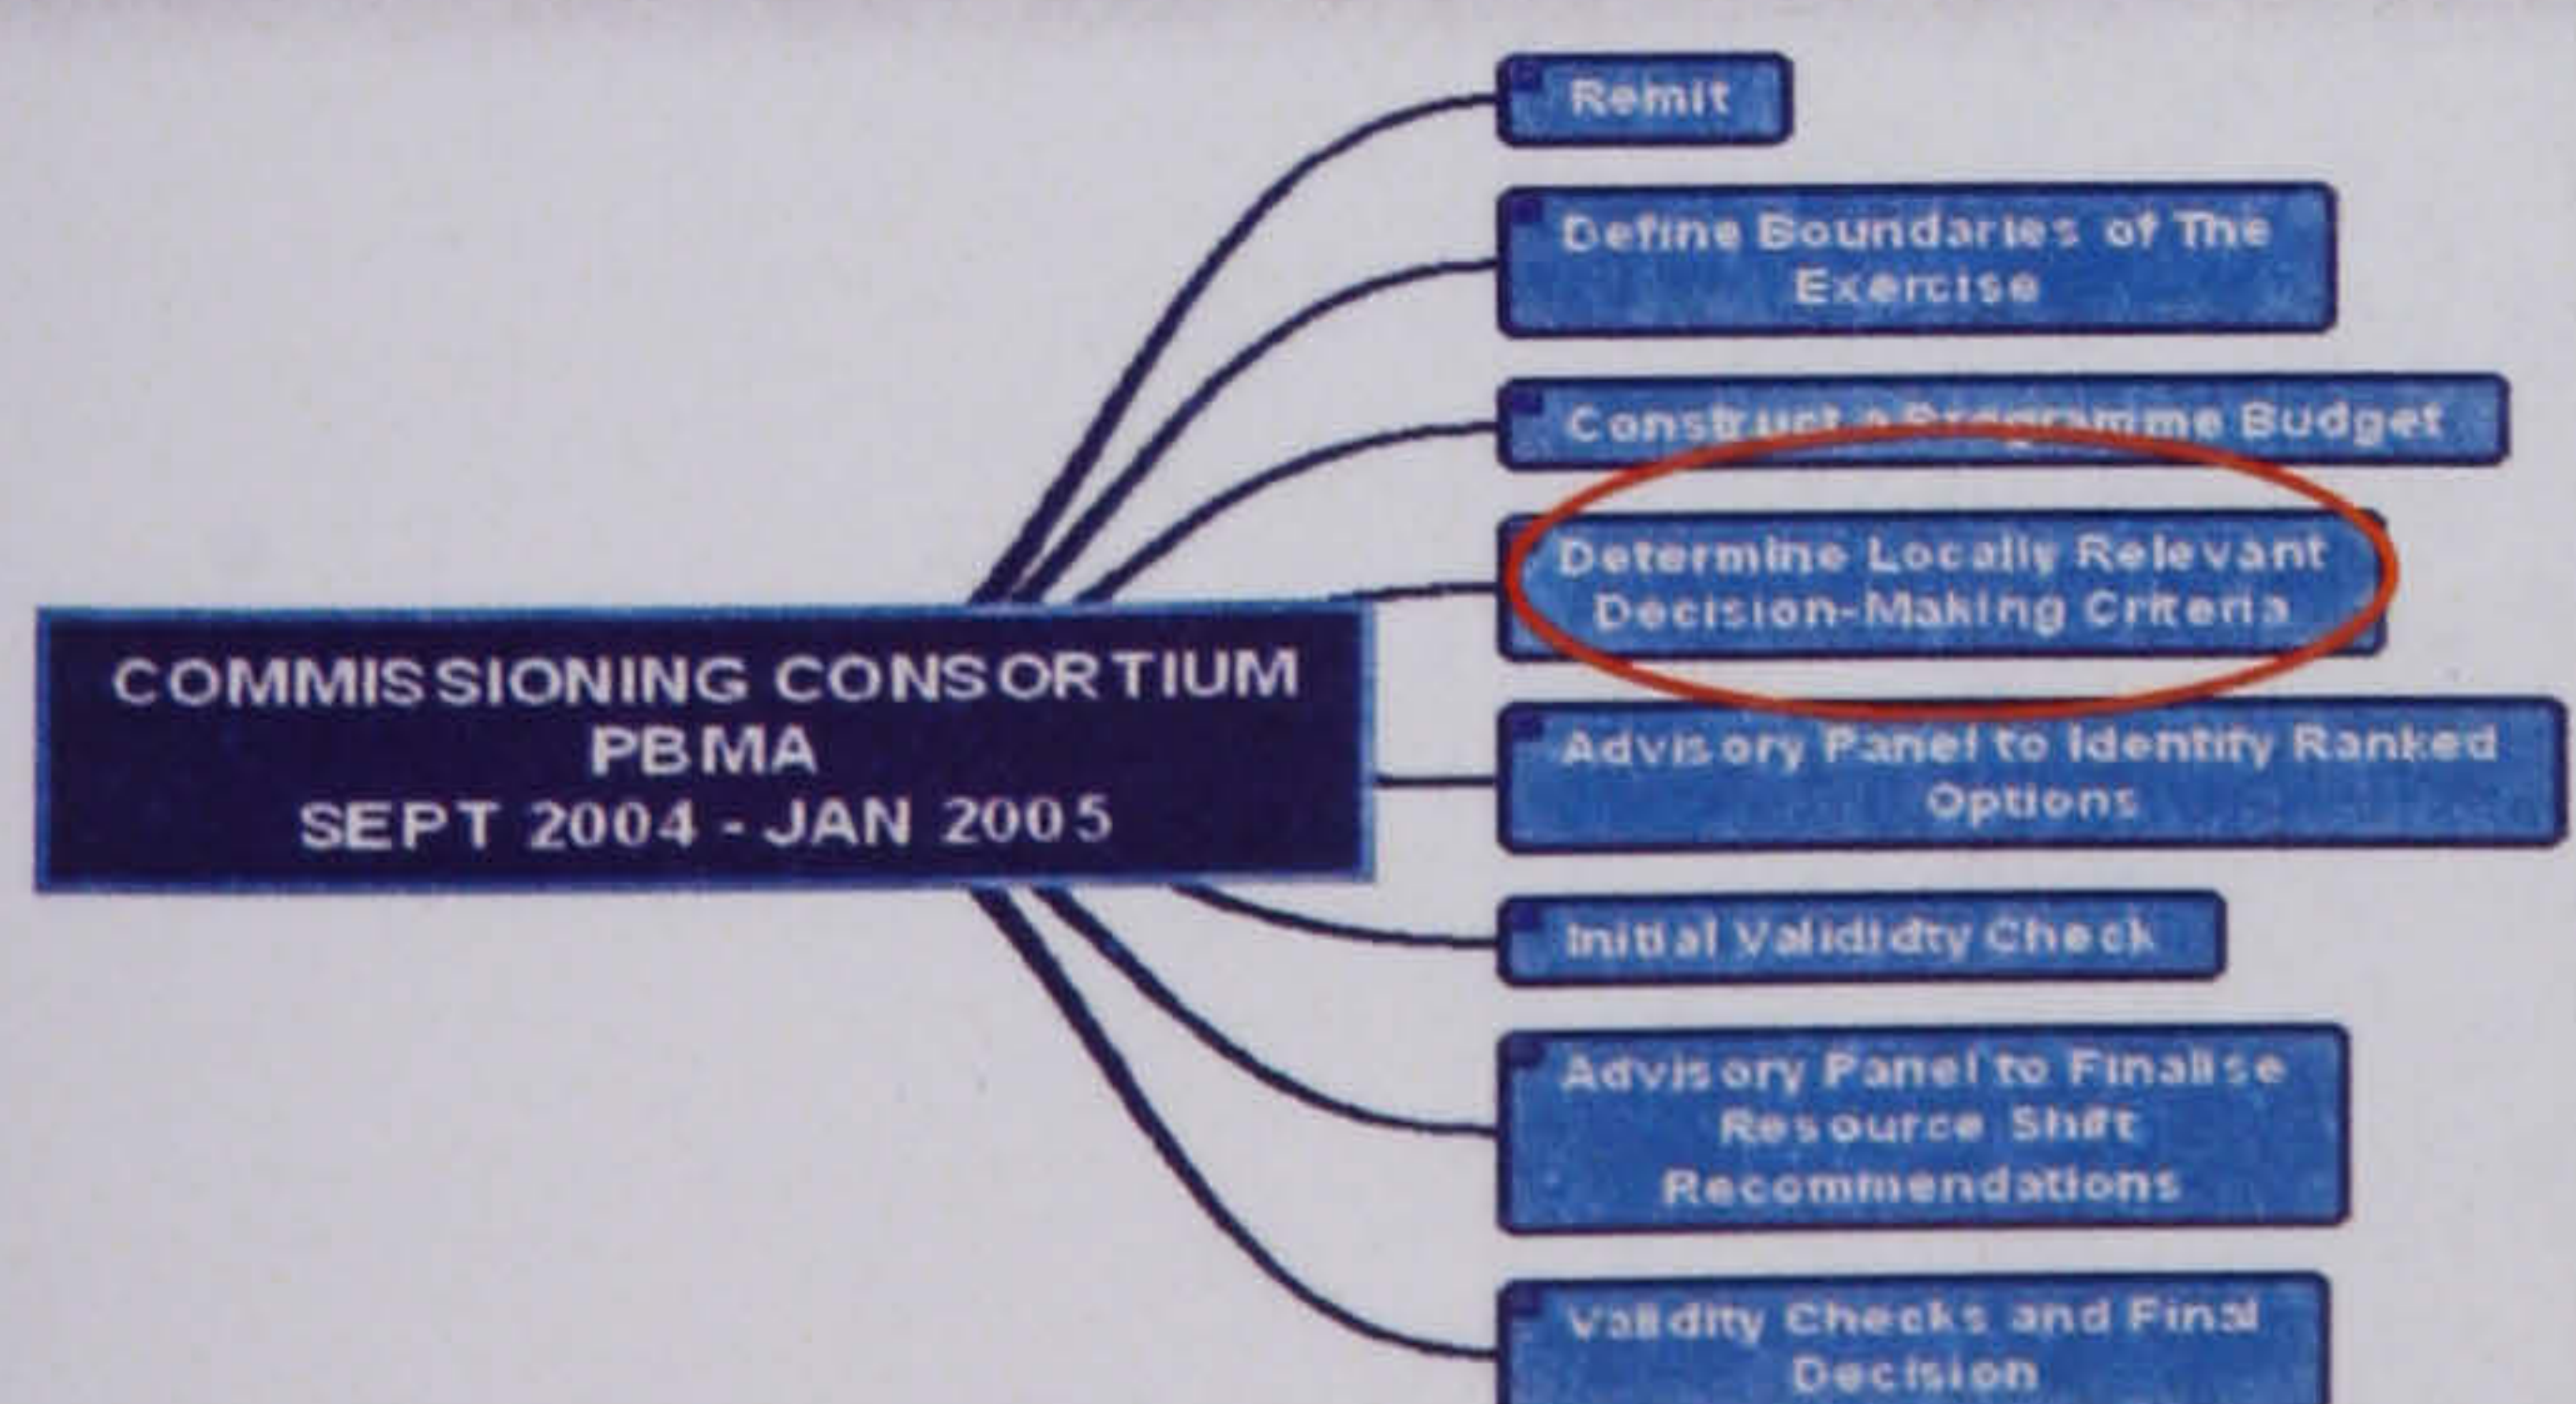 Remit
Define Boundaries of The
Exercise
Construct a Programme Budget
Determine Locally Relevant
Decision-Making Criteria
COMMISSIONING CONSORTIUM
PBMA
SEPT 2004 - JAN 2005
Advisory Panel to Identify Ranked
Options
Initial Valididty Check
Advisory Panel to Finalise
Resource Shift
Recommendations
Validity Checks and Final
Decision